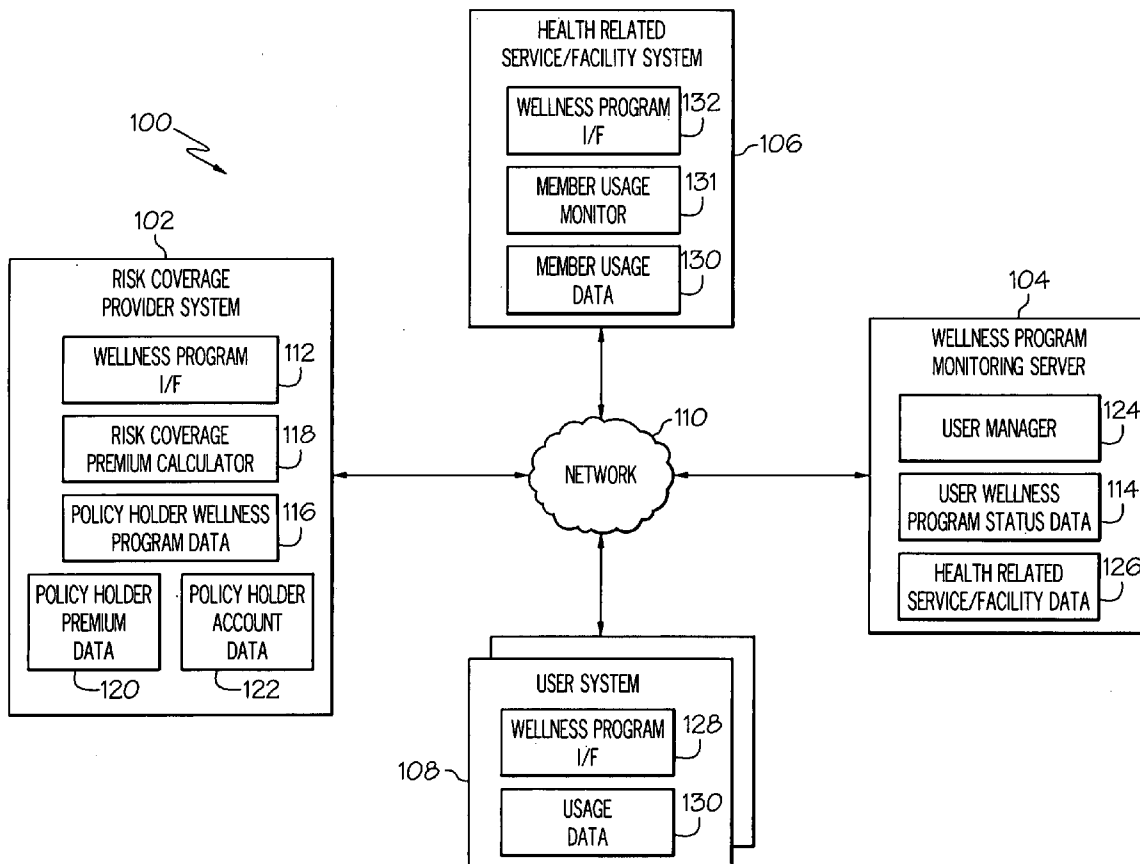 100
HEALTH RELATED
SERVICE/FACILITY SYSTEM
WELLNESS PROGRAM
I/F
132
MEMBER USAGE
MONITOR
131
MEMBER USAGE
DATA
130
106
102
RISK COVERAGE
PROVIDER SYSTEM
WELLNESS PROGRAM
I/F
112
RISK COVERAGE
PREMIUM CALCULATOR
118
POLICY HOLDER WELLNESS
PROGRAM DATA
116
POLICY HOLDER
PREMIUM
DATA
120
POLICY HOLDER
ACCOUNT
DATA
122
110
NETWORK
104
WELLNESS PROGRAM
MONITORING SERVER
USER MANAGER
124
USER WELLNESS
PROGRAM STATUS DATA
114
HEALTH RELATED
SERVICE/FACILITY DATA
126
108
USER SYSTEM
WELLNESS PROGRAM
I/F
128
USAGE
DATA
130